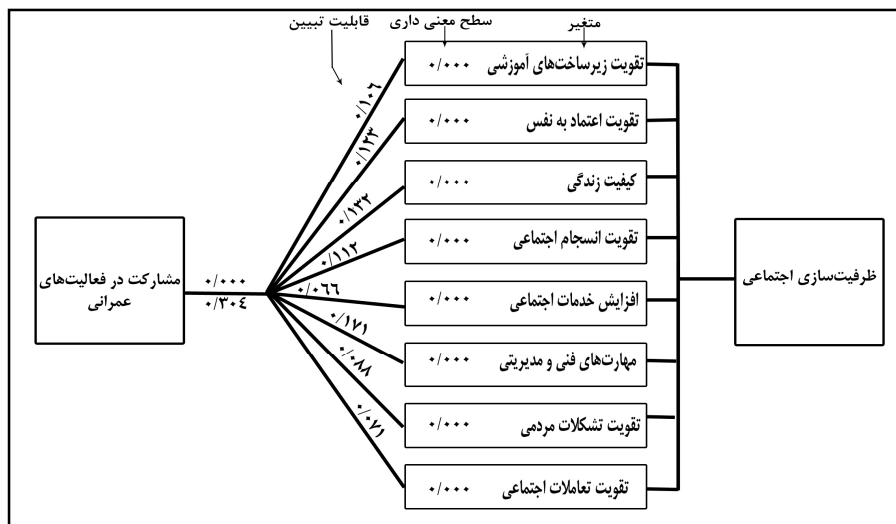 متغیر
سطح معنی داری
قابلیت تبیین
تقویت زیرساخت‌های آموزشی ۰/۰۰۰
۰/۱۰۶
تقویت اعتماد به نفس ۰/۰۰۰
۰/۱۲۳
کیفیت زندگی ۰/۰۰۰
۰/۱۳۲
تقویت انسجام اجتماعی ۰/۰۰۰
۰/۱۱۲
افزایش خدمات اجتماعی ۰/۰۰۰
۰/۰۶۶
مهارت‌های فنی و مدیریتی ۰/۰۰۰
۰/۱۷۱
تقویت تشکلات مردمی ۰/۰۰۰
۰/۰۸۸
تقویت تعاملات اجتماعی ۰/۰۰۰
۰/۰۷۱
ظرفیت‌سازی اجتماعی
۰/۰۰۰
۰/۳۰٤
مشارکت در فعالیت‌های
عمرانی